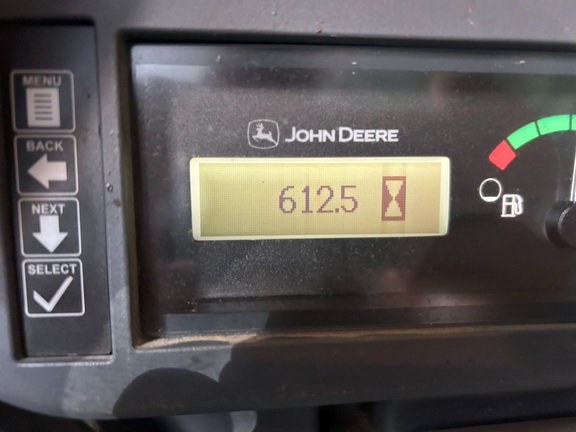 MENU
BACK
NEXT
SELECT
JOHN DEERE
612.5